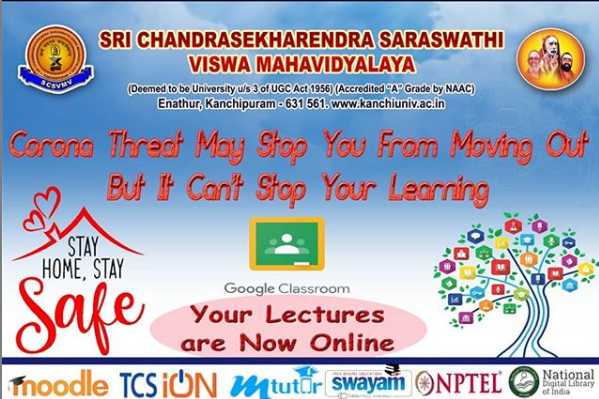 SRI CHANDRASEKHARENDRA SARASWATHI
VISWA MAHAVIDYALAYA
(Deemed to be University u/s 3 of UGC Act 1956) (Accredited "A" Grade by NAAC)
Enathur, Kanchipuram - 631 561. www.kanchiuniv.ac.in
SCSVMV
Corona Threat May Stop You From Moving Out
But It Can't Stop Your Learning
STAY
HOME, STAY
Safe
Google Classroom
Your Lectures
are Now Online
moodle
TCS iON
mtutor
swayam
NPTEL
National
Digital Library
of India